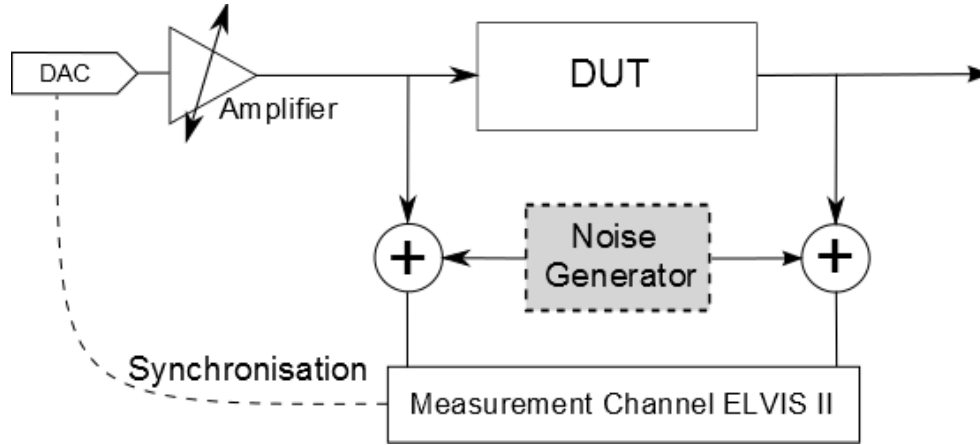 DAC
Amplifier
DUT
+
Noise
Generator
+
Synchronisation
Measurement Channel ELVIS II